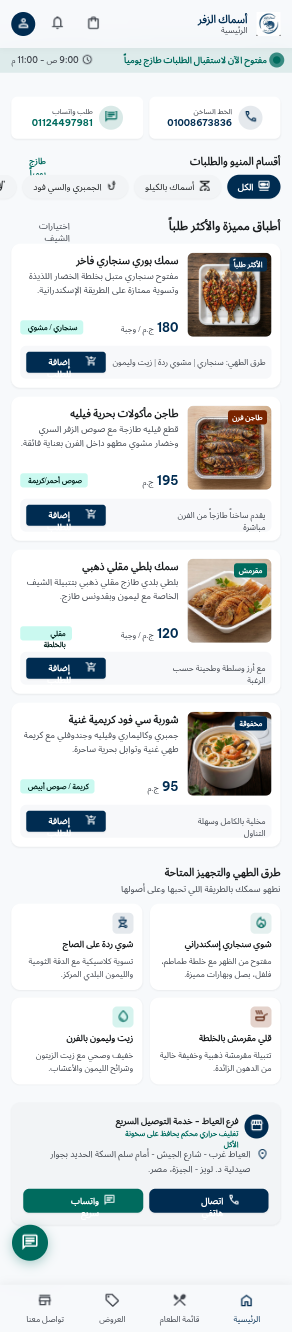 أسماك الزفر
الرئيسية
مفتوح الآن لاستقبال الطلبات طازج يومياً
9:00 ص - 11:00 م
الخط الساخن
01008673836
طلب واتساب
01124497981
أقسام المنيو والطلبات
طازج
يومياً
الكل
أسماك بالكيلو
الجمبري والسي فود
أطباق مميزة والأكثر طلباً
اختيارات
الشيف
الأكثر طلباً
سمك بوري سنجاري فاخر
مفتوح سنجاري متبل بخلطة الخضار اللذيذة
وتسوية ممتازة على الطريقة الإسكندرانية.
180 ج.م / وجبة
سنجاري / مشوي
طرق الطهي: سنجاري | مشوي ردة | زيت وليمون
إضافة
طاجن فرن
طاجن مأكولات بحرية فيليه
قطع فيليه طازجة مع صوص الزفر السري
وخضار مشوي مطهو داخل الفرن بعناية فائقة.
195 ج.م
صوص أحمر/كريمة
يقدم ساخناً طازجاً من الفرن
مباشرة
إضافة
مقرمش
سمك بلطي مقلي ذهبي
بلطي بلدي طازج مقلي ذهبي بتتبيلة الشيف
الخاصة مع ليمون وبقدونس طازج.
120 ج.م / وجبة
مقلي
بالخلطة
مع أرز وسلطة وطحينة حسب
الرغبة
إضافة
مخفوقة
شوربة سي فود كريمية غنية
جمبري وكاليماري وفيليه وجندوفلي مع كريمة
طهي غنية وتوابل بحرية ساحرة.
95 ج.م
كريمة / صوص أبيض
مخلية بالكامل وسهلة
التناول
إضافة
طرق الطهي والتجهيز المتاحة
نطهو سمكك بالطريقة اللي تحبها وعلى أصولها
شوي سنجاري إسكندراني
مفتوح من الظهر مع خلطة طماطم،
فلفل، بصل وبهارات مميزة.
شوي ردة على الصاج
تسوية كلاسيكية مع الدقة الثومية
والليمون البلدي المركز.
قلي مقرمش بالخلطة
تتبيلة مقرمشة ذهبية وخفيفة خالية
من الدهون الزائدة.
زيت وليمون بالفرن
خفيف وصحي مع زيت الزيتون
وشرائح الليمون والأعشاب.
فرع العياط - خدمة التوصيل السريع
تغليف حراري محكم يحافظ على سخونة
الأكل
العياط غرب - شارع الجيش - أمام سلم السكة الحديد بجوار
صيدلية د. لويز - الجيزة، مصر.
اتصال
واتساب
الرئيسية
قائمة الطعام
العروض
تواصل معنا